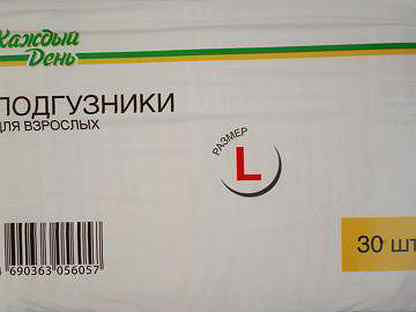 Каждый
День
ПОДГУЗНИКИ
ДЛЯ ВЗРОСЛЫХ
РАЗМЕР
L
30 шт
690363 056057